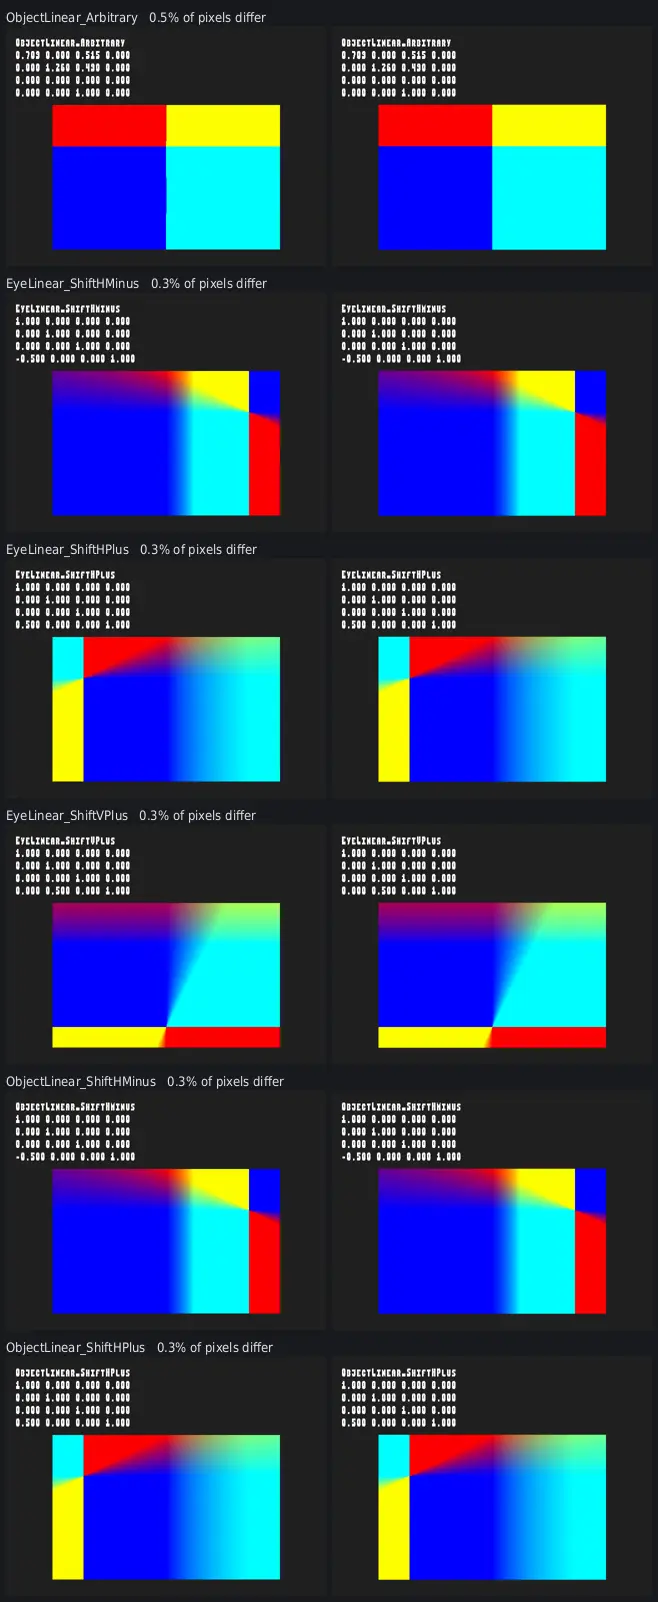 ObjectLinear_Arbitrary 0.5% of pixels differ
ObjectLinear_Arbitrary ObjectLinear_Arbitrary
0.703 0.000 0.515 0.000 0.703 0.000 0.515 0.000
0.000 1.260 0.430 0.000 0.000 1.260 0.430 0.000
0.000 0.000 0.000 0.000 0.000 0.000 0.000 0.000
0.000 0.000 1.000 0.000 0.000 0.000 1.000 0.000
EyeLinear_ShiftHMinus 0.3% of pixels differ
EyeLinear_ShiftHMinus EyeLinear_ShiftHMinus
1.000 0.000 0.000 0.000 1.000 0.000 0.000 0.000
0.000 1.000 0.000 0.000 0.000 1.000 0.000 0.000
0.000 0.000 1.000 0.000 0.000 0.000 1.000 0.000
-0.500 0.000 0.000 1.000 -0.500 0.000 0.000 1.000
EyeLinear_ShiftHPlus 0.3% of pixels differ
EyeLinear_ShiftHPlus EyeLinear_ShiftHPlus
1.000 0.000 0.000 0.000 1.000 0.000 0.000 0.000
0.000 1.000 0.000 0.000 0.000 1.000 0.000 0.000
0.000 0.000 1.000 0.000 0.000 0.000 1.000 0.000
0.500 0.000 0.000 1.000 0.500 0.000 0.000 1.000
EyeLinear_ShiftVPlus 0.3% of pixels differ
EyeLinear_ShiftVPlus EyeLinear_ShiftVPlus
1.000 0.000 0.000 0.000 1.000 0.000 0.000 0.000
0.000 1.000 0.000 0.000 0.000 1.000 0.000 0.000
0.000 0.000 1.000 0.000 0.000 0.000 1.000 0.000
0.000 0.500 0.000 1.000 0.000 0.500 0.000 1.000
ObjectLinear_ShiftHMinus 0.3% of pixels differ
ObjectLinear_ShiftHMinus ObjectLinear_ShiftHMinus
1.000 0.000 0.000 0.000 1.000 0.000 0.000 0.000
0.000 1.000 0.000 0.000 0.000 1.000 0.000 0.000
0.000 0.000 1.000 0.000 0.000 0.000 1.000 0.000
-0.500 0.000 0.000 1.000 -0.500 0.000 0.000 1.000
ObjectLinear_ShiftHPlus 0.3% of pixels differ
ObjectLinear_ShiftHPlus ObjectLinear_ShiftHPlus
1.000 0.000 0.000 0.000 1.000 0.000 0.000 0.000
0.000 1.000 0.000 0.000 0.000 1.000 0.000 0.000
0.000 0.000 1.000 0.000 0.000 0.000 1.000 0.000
0.500 0.000 0.000 1.000 0.500 0.000 0.000 1.000